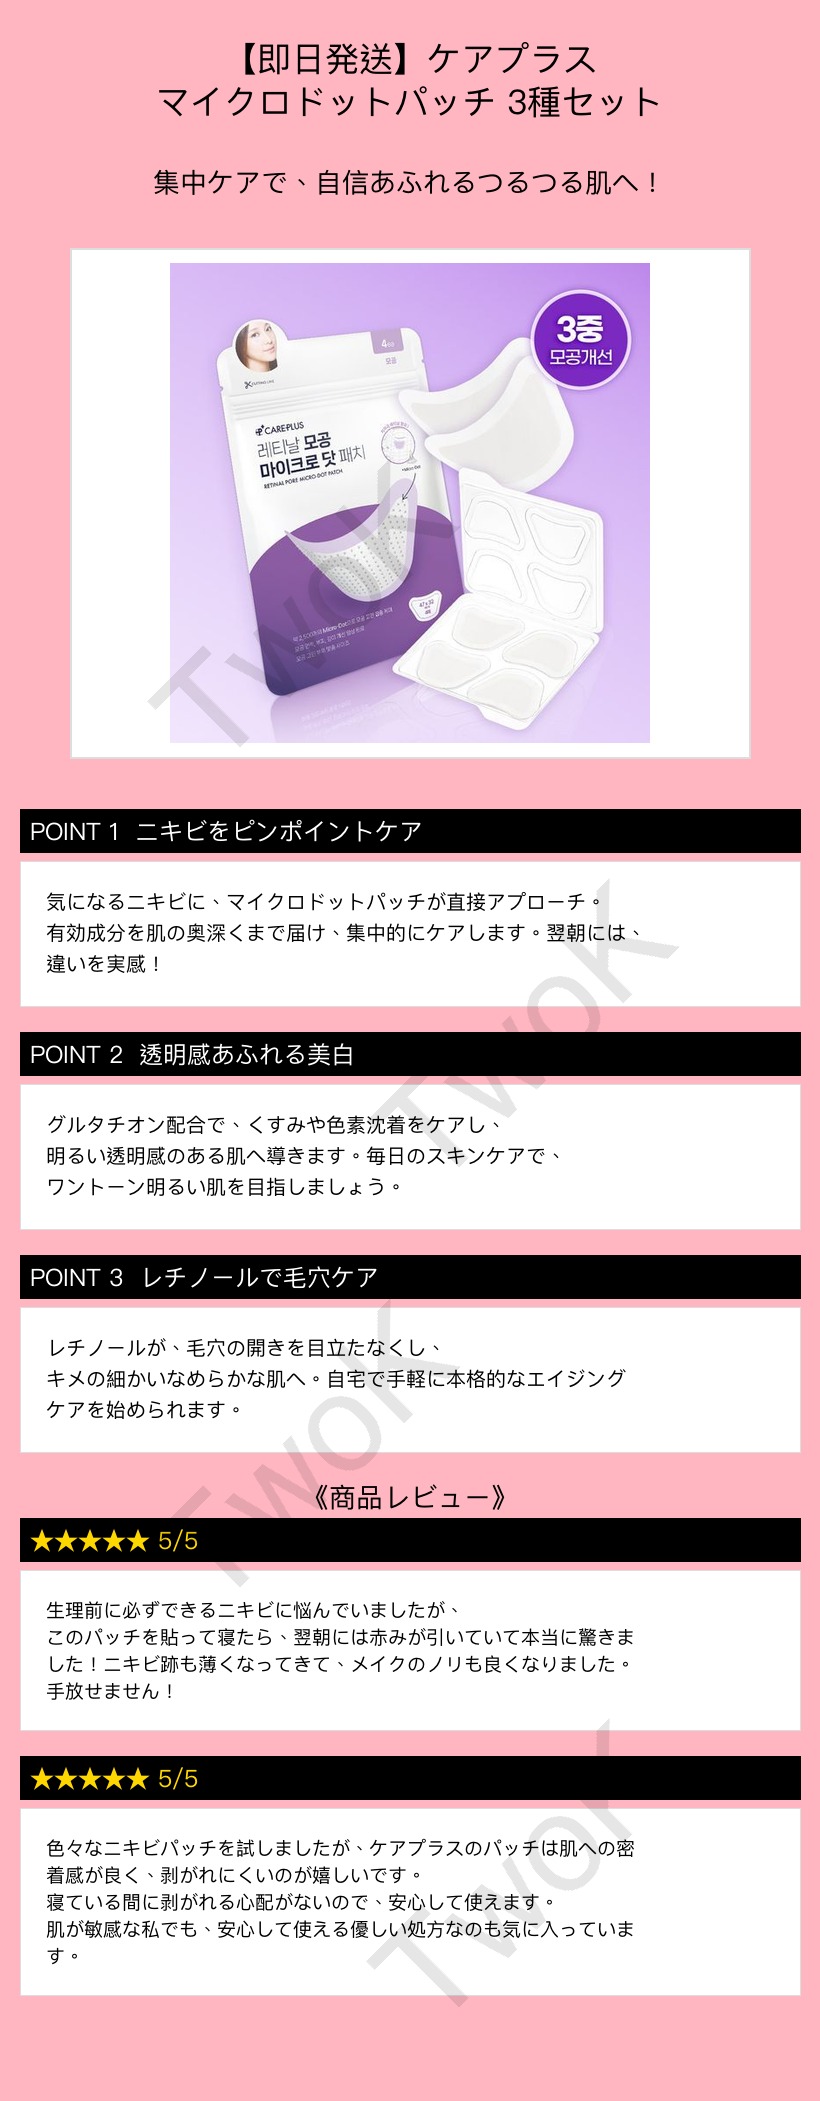 【即日発送】ケアプラス
マイクロドットパッチ 3種セット
集中ケアで、自信あふれるつるつる肌へ！
3중
모공개선
4매입
모공
CUTTING LINE
CAREPLUS
레티날 모공
마이크로 닷 패치
RETINAL PORE MICRO-DOT PATCH
Micro-Dot
TwoK
POINT 1 ニキビをピンポイントケア
気になるニキビに、マイクロドットパッチが直接アプローチ。
有効成分を肌の奥深くまで届け、集中的にケアします。翌朝には、
違いを実感！
TwoK
POINT 2 透明感あふれる美白
グルタチオン配合で、くすみや色素沈着をケアし、
明るい透明感のある肌へ導きます。毎日のスキンケアで、
ワントーン明るい肌を目指しましょう。
POINT 3 レチノールで毛穴ケア
レチノールが、毛穴の開きを目立たなくし、
キメの細かいなめらかな肌へ。自宅で手軽に本格的なエイジング
ケアを始められます。
TwoK
《商品レビュー》
★★★★★ 5/5
生理前に必ずできるニキビに悩んでいましたが、
このパッチを貼って寝たら、翌朝には赤みが引いていて本当に驚きま
した！ニキビ跡も薄くなってきて、メイクのノリも良くなりました。
手放せません！
★★★★★ 5/5
色々なニキビパッチを試しましたが、ケアプラスのパッチは肌への密
着感が良く、剥がれにくいのが嬉しいです。
寝ている間に剥がれる心配がないので、安心して使えます。
肌が敏感な私でも、安心して使える優しい処方なのも気に入っていま
す。
TwoK